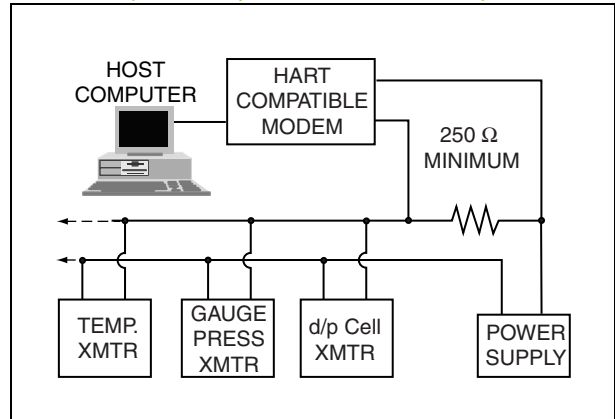 HOST
COMPUTER
HART
COMPATIBLE
MODEM
250 Ω
MINIMUM
TEMP.
XMTR
GAUGE
PRESS
XMTR
d/p Cell
XMTR
POWER
SUPPLY